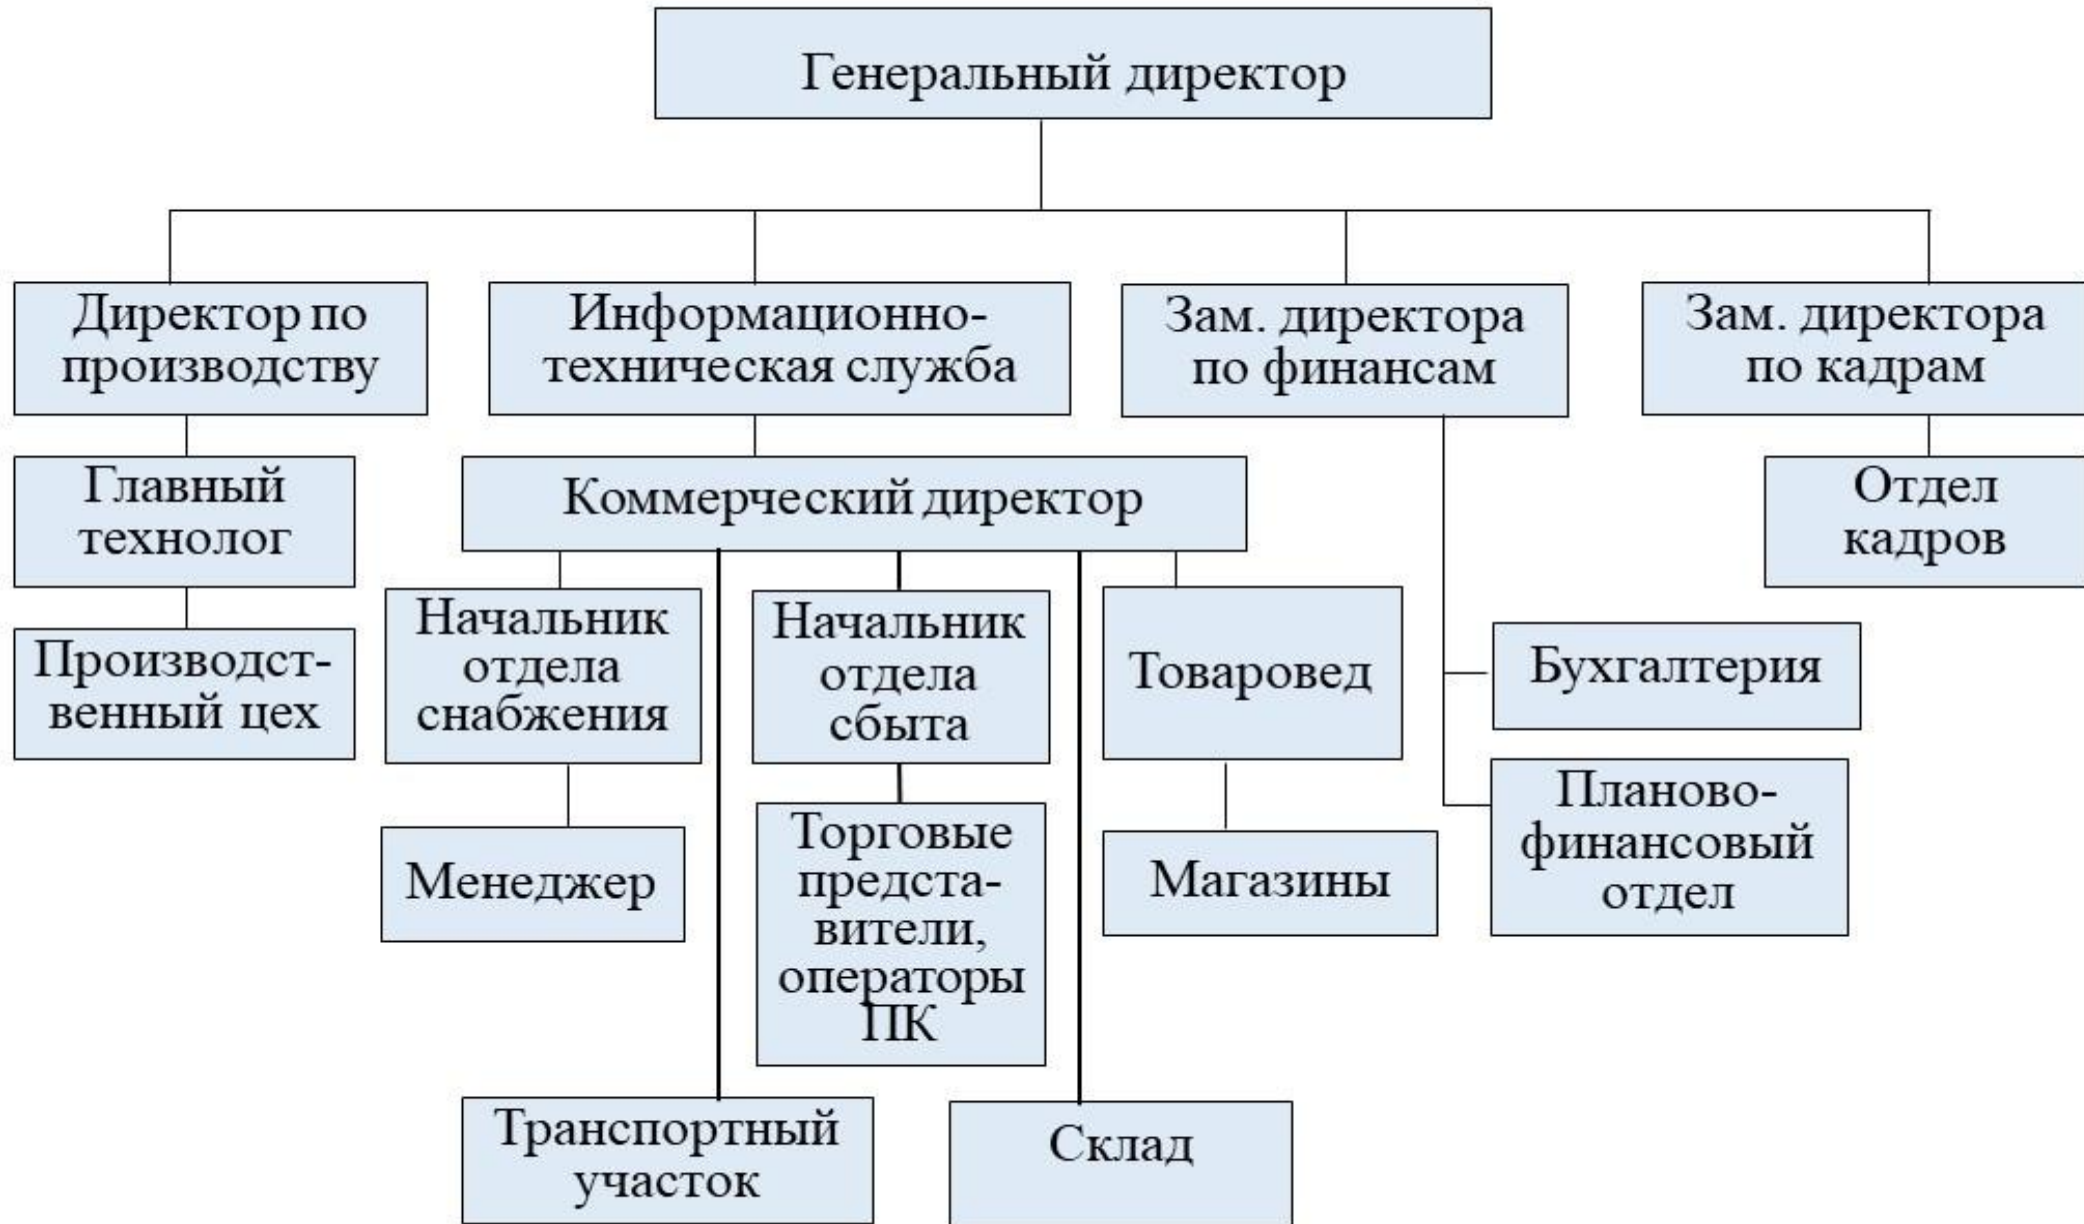 Генеральный директор
Директор по
производству
Информационно-
техническая служба
Зам. директора
по финансам
Зам. директора
по кадрам
Главный
технолог
Коммерческий директор
Отдел
кадров
Производст-
венный цех
Начальник
отдела
снабжения
Начальник
отдела
сбыта
Товаровед
Бухгалтерия
Менеджер
Торговые
предста-
вители,
операторы
ПК
Магазины
Планово-
финансовый
отдел
Транспортный
участок
Склад